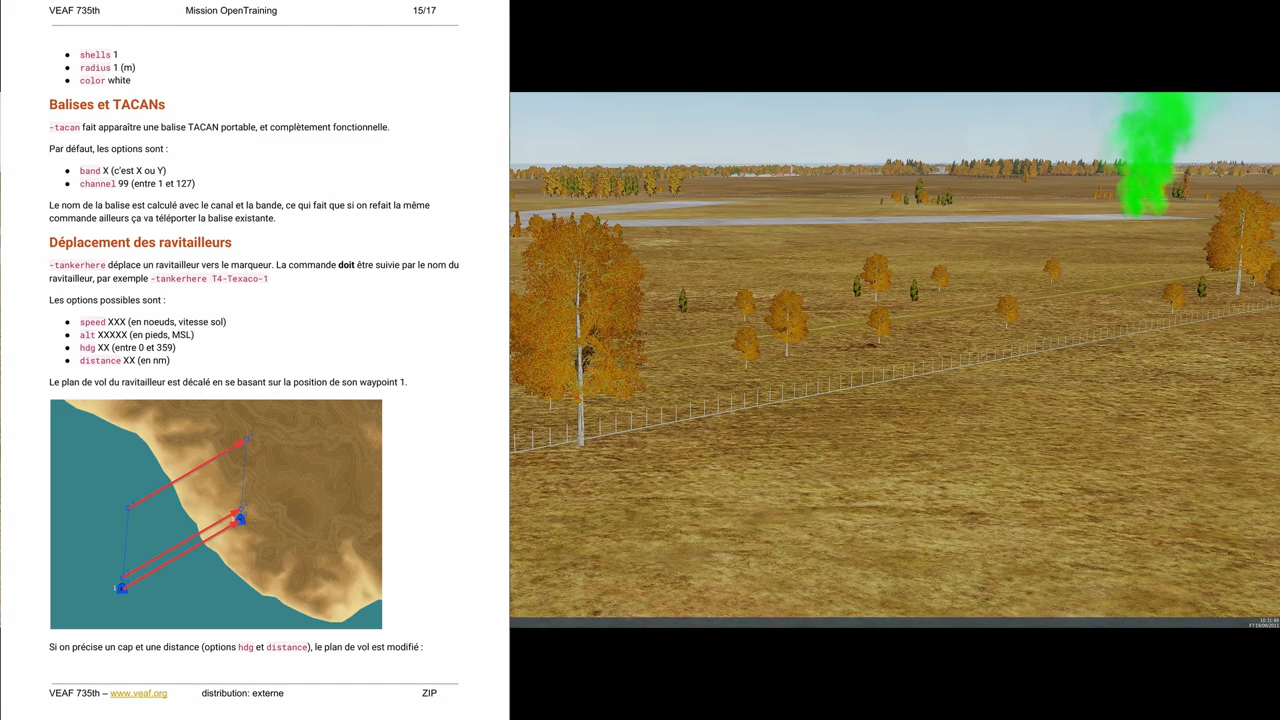 VEAF 735th Mission OpenTraining 15/17
● shells 1
● radius 1 (m)
● color white
Balises et TACANs
-tacan fait apparaître une balise TACAN portable, et complètement fonctionnelle.
Par défaut, les options sont :
● band X (c'est X ou Y)
● channel 99 (entre 1 et 127)
Le nom de la balise est calculé avec le canal et la bande, ce qui fait que si on refait la même
commande ailleurs ça va téléporter la balise existante.
Déplacement des ravitailleurs
-tankerhere déplace un ravitailleur vers le marqueur. La commande doit être suivie par le nom du
ravitailleur, par exemple -tankerhere T4-Texaco-1
Les options possibles sont :
● speed XXX (en noeuds, vitesse sol)
● alt XXXXX (en pieds, MSL)
● hdg XX (entre 0 et 359)
● distance XX (en nm)
Le plan de vol du ravitailleur est décalé en se basant sur la position de son waypoint 1.
Si on précise un cap et une distance (options hdg et distance), le plan de vol est modifié :
VEAF 735th – www.veaf.org distribution: externe ZIP